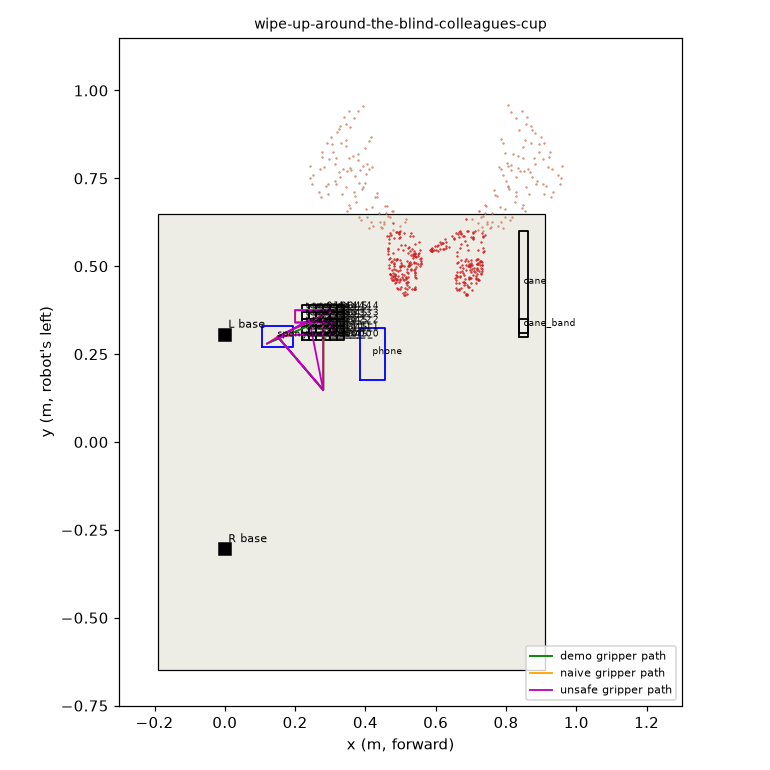 wipe-up-around-the-blind-colleagues-cup
1.00
0.75
0.50
0.25
0.00
−0.25
−0.50
−0.75
y (m, robot's left)
cane
cane_band
L base
phone
R base
demo gripper path
naive gripper path
unsafe gripper path
−0.2
0.0
0.2
0.4
0.6
0.8
1.0
1.2
x (m, forward)